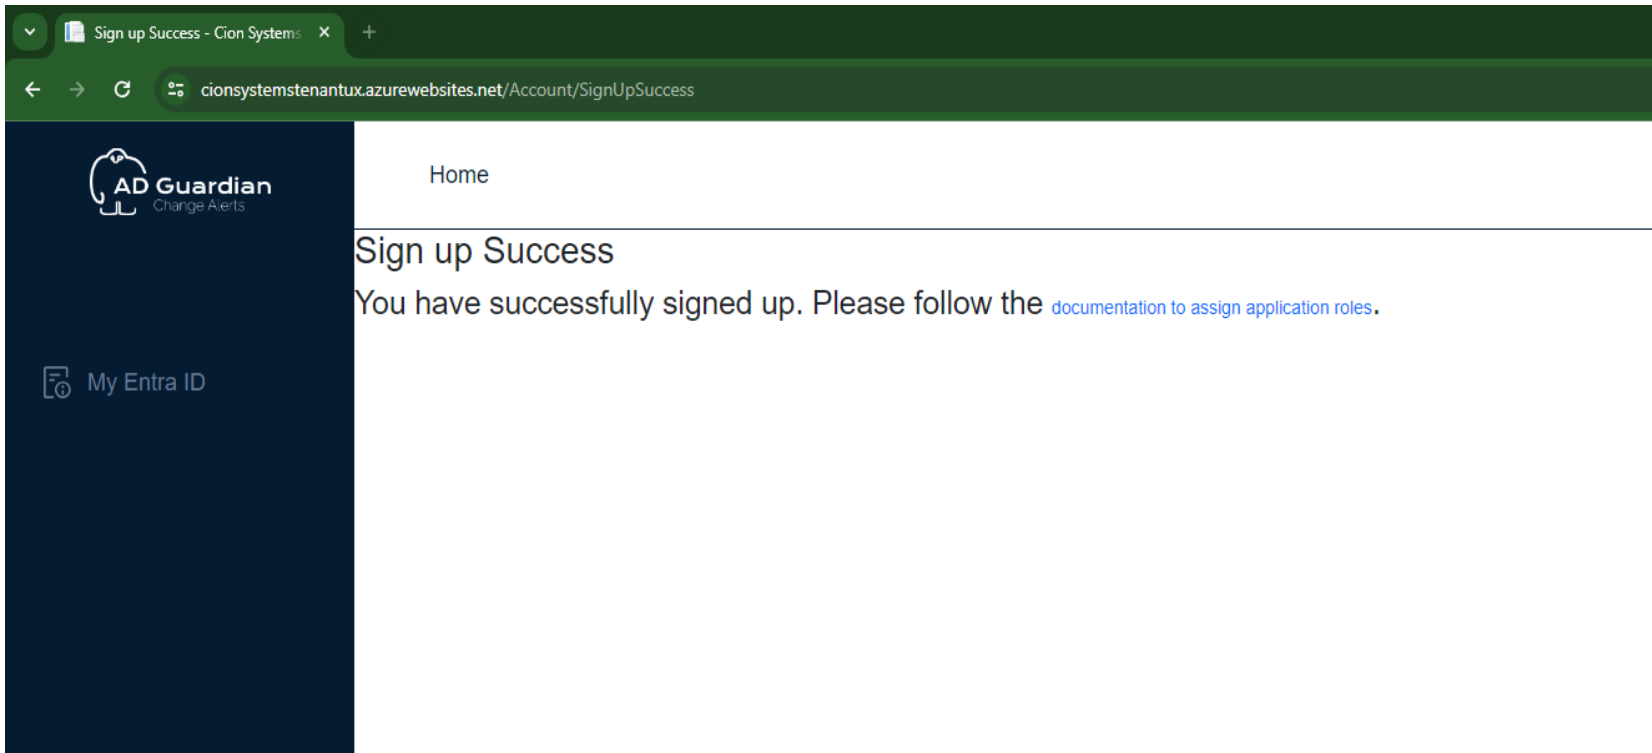 Sign up Success - Cion Systems
cionsystemstenantux.azurewebsites.net/Account/SignUpSuccess
AD Guardian
Change Alerts
Home
Sign up Success
You have successfully signed up. Please follow the documentation to assign application roles.
My Entra ID